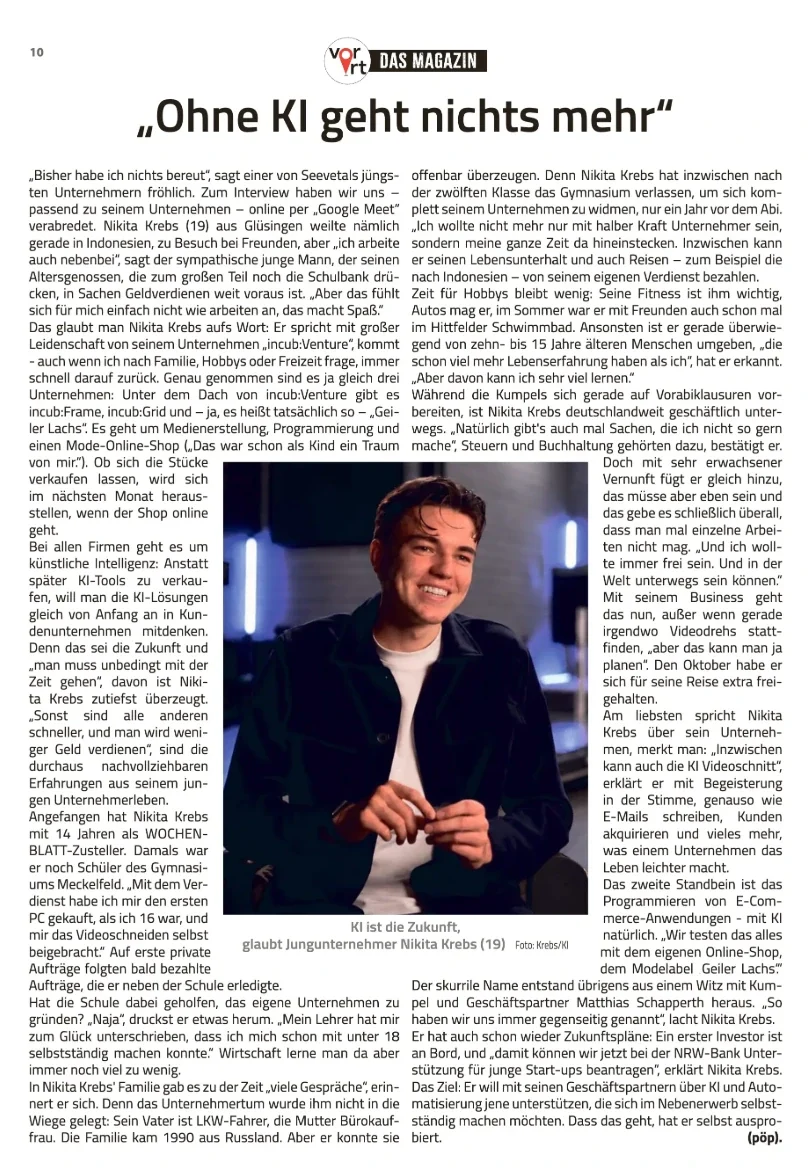 10
vor
rt
DAS MAGAZIN
„Ohne KI geht nichts mehr“
„Bisher habe ich nichts bereut“, sagt einer von Seevetals jüngs-
ten Unternehmern fröhlich. Zum Interview haben wir uns –
passend zu seinem Unternehmen – online per „Google Meet“
verabredet. Nikita Krebs (19) aus Glüsingen weilte nämlich
gerade in Indonesien, zu Besuch bei Freunden, aber „ich arbeite
auch nebenbei“, sagt der sympathische junge Mann, der seinen
Altersgenossen, die zum großen Teil noch die Schulbank drü-
cken, in Sachen Geldverdienen weit voraus ist. „Aber das fühlt
sich für mich einfach nicht wie arbeiten an, das macht Spaß.“
Das glaubt man Nikita Krebs aufs Wort: Er spricht mit großer
Leidenschaft von seinem Unternehmen „incub:Venture“, kommt
- auch wenn ich nach Familie, Hobbys oder Freizeit frage, immer
schnell darauf zurück. Genau genommen sind es ja gleich drei
Unternehmen: Unter dem Dach von incub:Venture gibt es
incub:Frame, incub:Grid und – ja, es heißt tatsächlich so – „Gei-
ler Lachs“. Es geht um Medienerstellung, Programmierung und
einen Mode-Online-Shop („Das war schon als Kind ein Traum
von mir.“). Ob sich die Stücke
verkaufen lassen, wird sich
im nächsten Monat heraus-
stellen, wenn der Shop online
geht.
Bei allen Firmen geht es um
künstliche Intelligenz: Anstatt
später KI-Tools zu verkau-
fen, will man die KI-Lösungen
gleich von Anfang an in Kun-
denunternehmen mitdenken.
Denn das sei die Zukunft und
„man muss unbedingt mit der
Zeit gehen“, davon ist Niki-
ta Krebs zutiefst überzeugt.
„Sonst sind alle anderen
schneller, und man wird weni-
ger Geld verdienen“, sind die
durchaus nachvollziehbaren
Erfahrungen aus seinem jun-
gen Unternehmerleben.
Angefangen hat Nikita Krebs
mit 14 Jahren als WOCHEN-
BLATT-Zusteller. Damals war
er noch Schüler des Gymnasi-
ums Meckelfeld. „Mit dem Ver-
dienst habe ich mir den ersten
PC gekauft, als ich 16 war, und
mir das Videoschneiden selbst
beigebracht.“ Auf erste private
Aufträge folgten bald bezahlte
Aufträge, die er neben der Schule erledigte.
Hat die Schule dabei geholfen, das eigene Unternehmen zu
gründen? „Naja“, druckst er etwas herum. „Mein Lehrer hat mir
zum Glück unterschrieben, dass ich mich schon mit unter 18
selbstständig machen konnte.“ Wirtschaft lerne man da aber
immer noch viel zu wenig.
In Nikita Krebs' Familie gab es zu der Zeit „viele Gespräche“, erin-
nert er sich. Denn das Unternehmertum wurde ihm nicht in die
Wiege gelegt: Sein Vater ist LKW-Fahrer, die Mutter Bürokauf-
frau. Die Familie kam 1990 aus Russland. Aber er konnte sie
offenbar überzeugen. Denn Nikita Krebs hat inzwischen nach
der zwölften Klasse das Gymnasium verlassen, um sich kom-
plett seinem Unternehmen zu widmen, nur ein Jahr vor dem Abi.
„Ich wollte nicht mehr nur mit halber Kraft Unternehmer sein,
sondern meine ganze Zeit da hineinstecken. Inzwischen kann
er seinen Lebensunterhalt und auch Reisen – zum Beispiel die
nach Indonesien – von seinem eigenen Verdienst bezahlen.
Zeit für Hobbys bleibt wenig: Seine Fitness ist ihm wichtig,
Autos mag er, im Sommer war er mit Freunden auch schon mal
im Hittfelder Schwimmbad. Ansonsten ist er gerade überwie-
gend von zehn- bis 15 Jahre älteren Menschen umgeben, „die
schon viel mehr Lebenserfahrung haben als ich“, hat er erkannt.
„Aber davon kann ich sehr viel lernen.“
Während die Kumpels sich gerade auf Vorabiklausuren vor-
bereiten, ist Nikita Krebs deutschlandweit geschäftlich unter-
wegs. „Natürlich gibt's auch mal Sachen, die ich nicht so gern
mache“, Steuern und Buchhaltung gehörten dazu, bestätigt er.
Doch mit sehr erwachsener
Vernunft fügt er gleich hinzu,
das müsse aber eben sein und
das gebe es schließlich überall,
dass man mal einzelne Arbei-
ten nicht mag. „Und ich woll-
te immer frei sein. Und in der
Welt unterwegs sein können.“
Mit seinem Business geht
das nun, außer wenn gerade
irgendwo Videodrehs statt-
finden, „aber das kann man ja
planen“. Den Oktober habe er
sich für seine Reise extra frei-
gehalten.
Am liebsten spricht Nikita
Krebs über sein Unterneh-
men, merkt man: „Inzwischen
kann auch die KI Videoschnitt“,
erklärt er mit Begeisterung
in der Stimme, genauso wie
E-Mails schreiben, Kunden
akquirieren und vieles mehr,
was einem Unternehmen das
Leben leichter macht.
Das zweite Standbein ist das
Programmieren von E-Com-
merce-Anwendungen - mit KI
natürlich. „Wir testen das alles
mit dem eigenen Online-Shop,
dem Modelabel Geiler Lachs.“'
Der skurrile Name entstand übrigens aus einem Witz mit Kum-
pel und Geschäftspartner Matthias Schapperth heraus. „So
haben wir uns immer gegenseitig genannt“, lacht Nikita Krebs.
Er hat auch schon wieder Zukunftspläne: Ein erster Investor ist
an Bord, und „damit können wir jetzt bei der NRW-Bank Unter-
stützung für junge Start-ups beantragen“, erklärt Nikita Krebs.
Das Ziel: Er will mit seinen Geschäftspartnern über KI und Auto-
matisierung jene unterstützen, die sich im Nebenerwerb selbst-
ständig machen möchten. Dass das geht, hat er selbst auspro-
biert. (pöp).
KI ist die Zukunft,
glaubt Jungunternehmer Nikita Krebs (19) Foto: Krebs/KI